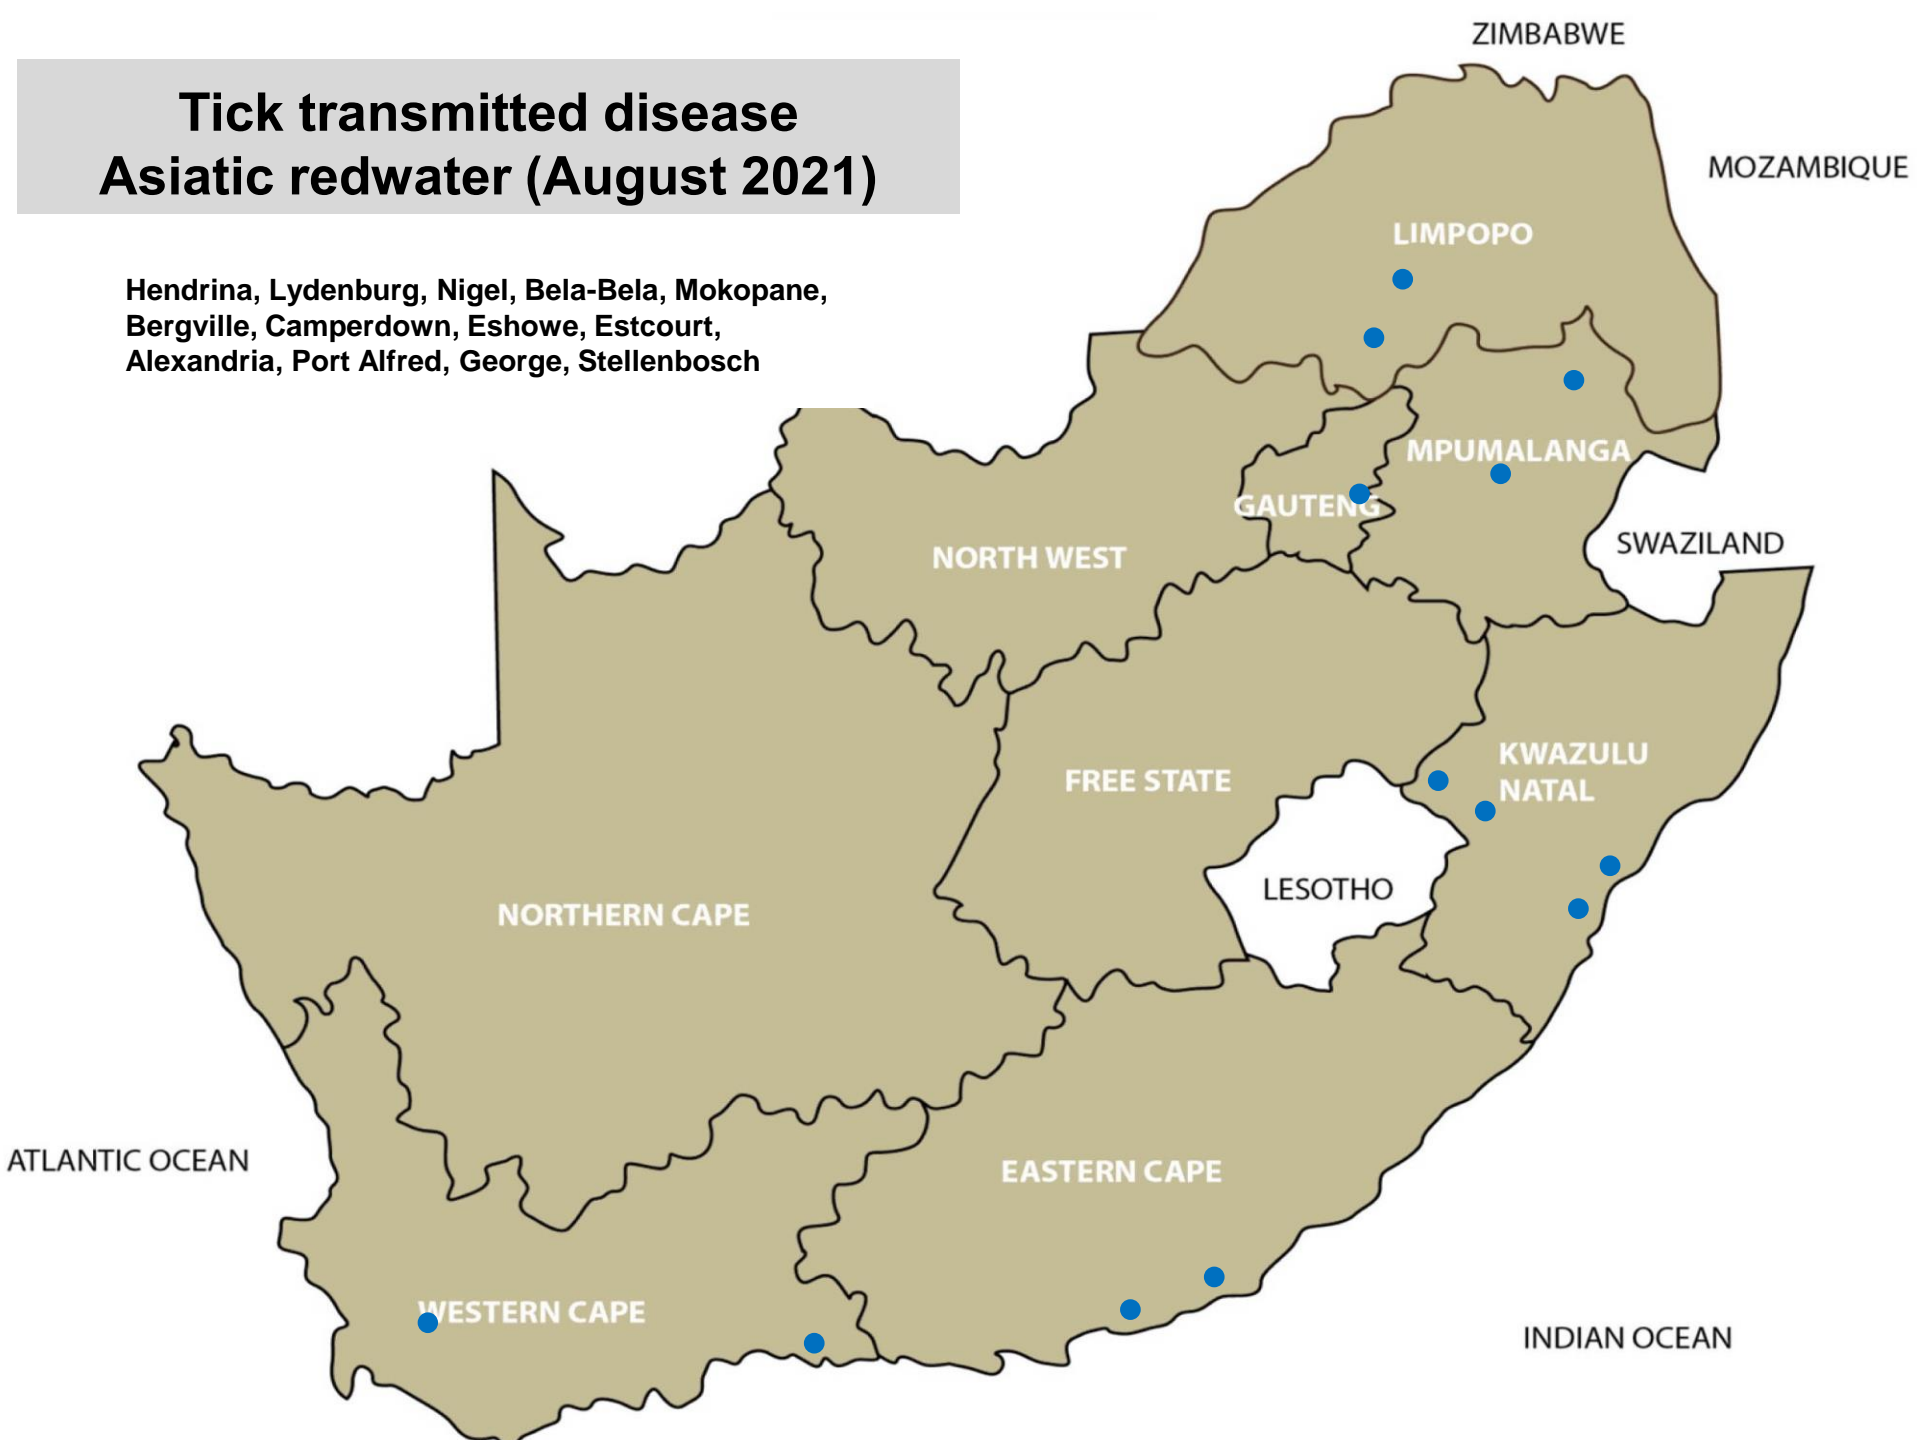 Tick transmitted disease
Asiatic redwater (August 2021)
Hendrina, Lydenburg, Nigel, Bela-Bela, Mokopane,
Bergville, Camperdown, Eshowe, Estcourt,
Alexandria, Port Alfred, George, Stellenbosch
ZIMBABWE
MOZAMBIQUE
LIMPOPO
MPUMALANGA
GAUTENG
SWAZILAND
NORTH WEST
KWAZULU
NATAL
FREE STATE
LESOTHO
NORTHERN CAPE
ATLANTIC OCEAN
EASTERN CAPE
WESTERN CAPE
INDIAN OCEAN